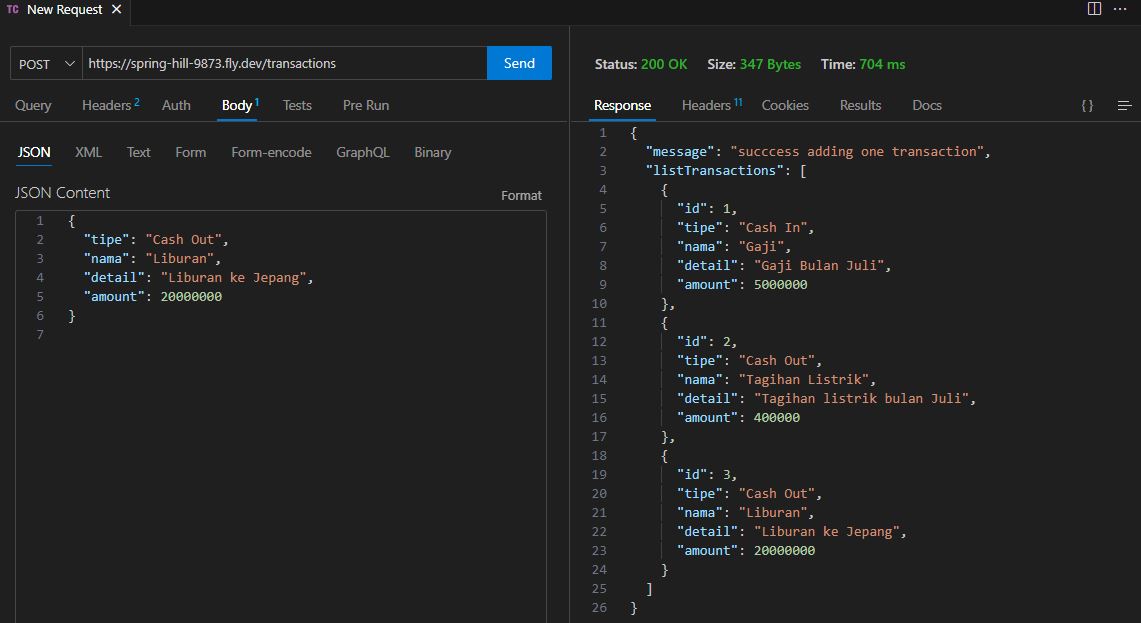 TC New Request
POST https://spring-hill-9873.fly.dev/transactions Send
Query Headers 2 Auth Body 1 Tests Pre Run
JSON XML Text Form Form-encode GraphQL Binary
JSON Content
Format
1 {
2 "tipe": "Cash Out",
3 "nama": "Liburan",
4 "detail": "Liburan ke Jepang",
5 "amount": 20000000
6 }
7
Status: 200 OK Size: 347 Bytes Time: 704 ms
Response Headers 11 Cookies Results Docs { }
1 {
2 "message": "succcess adding one transaction",
3 "listTransactions": [
4 {
5 "id": 1,
6 "tipe": "Cash In",
7 "nama": "Gaji",
8 "detail": "Gaji Bulan Juli",
9 "amount": 5000000
10 },
11 {
12 "id": 2,
13 "tipe": "Cash Out",
14 "nama": "Tagihan Listrik",
15 "detail": "Tagihan listrik bulan Juli",
16 "amount": 400000
17 },
18 {
19 "id": 3,
20 "tipe": "Cash Out",
21 "nama": "Liburan",
22 "detail": "Liburan ke Jepang",
23 "amount": 20000000
24 }
25 ]
26 }